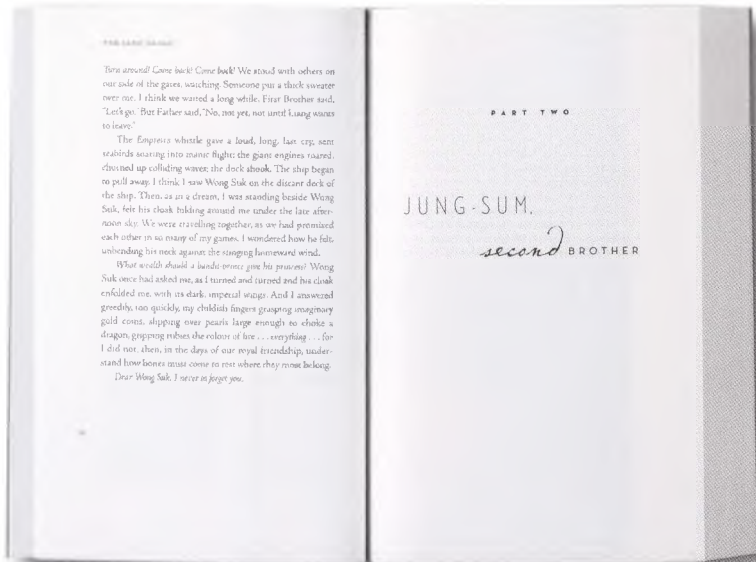 THE JADE PEONY
Turn around! Come back! Come back! We stood with others on
our side of the gates, watching. Someone put a thick sweater
over me. I think we waited a long while. First Brother said,
"Let's go." But Father said, "No, not yet, not until Liang wants
to leave."
The Empress whistle gave a loud, long, last cry, sent
seabirds soaring into manic flight; the giant engines roared,
churned up colliding waves; the dock shook. The ship began
to pull away. I think I saw Wong Suk on the distant deck of
the ship. Then, as in a dream, I was standing beside Wong
Suk, felt his cloak folding around me under the late after-
noon sky. We were travelling together, as we had promised
each other in so many of my games. I wondered how he felt,
unbending his neck against the stinging homeward wind.
What wealth should a bandit-prince give his princess? Wong
Suk once had asked me, as I turned and turned and his cloak
enfolded me, with its dark, imperial wings. And I answered
greedily, too quickly, my childish fingers grasping imaginary
gold coins, slipping over pearls large enough to choke a
dragon, gripping rubies the colour of fire . . . everything . . . for
I did not, then, in the days of our royal friendship, under-
stand how bones must come to rest where they most belong.
Dear Wong Suk, I never to forget you.
PART TWO
JUNG-SUM,
second BROTHER